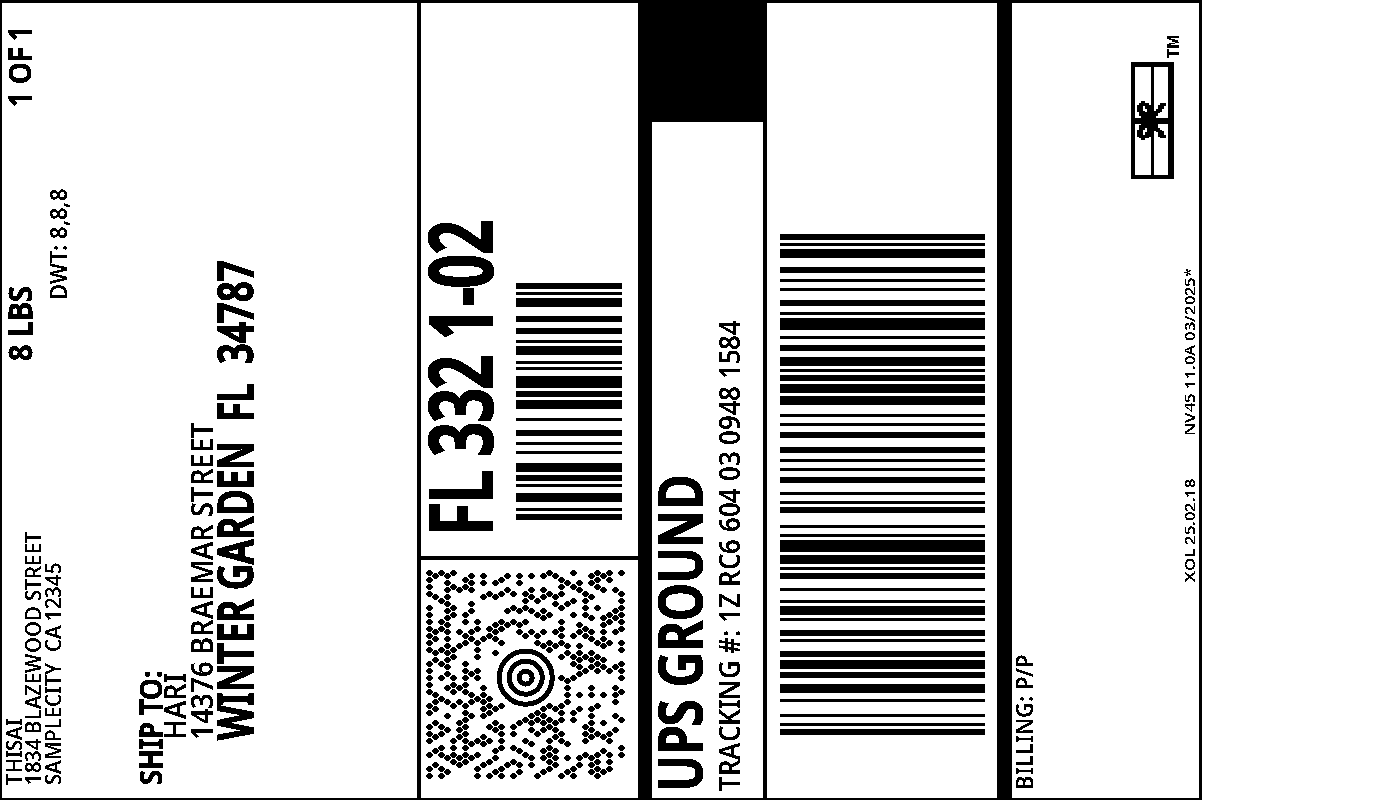 THISAI
1834 BLAZEWOOD STREET
SAMPLECITY CA 12345
8 LBS
1 OF 1
DWT: 8,8,8
SHIP TO:
HARI
14376 BRAEMAR STREET
WINTER GARDEN FL 34787
FL 332 1-02
UPS GROUND
TRACKING #: 1Z RC6 604 03 0948 1584
BILLING: P/P
XOL 25.02.18 NV45 11.0A 03/2025*
TM